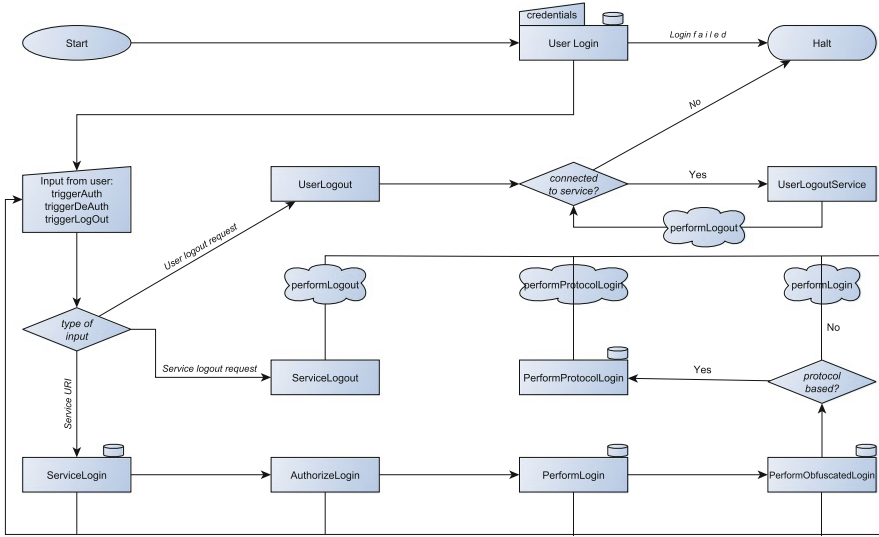 credentials
Start
User Login
Login failed
Halt
No
Input from user:
triggerAuth
triggerDeAuth
triggerLogOut
UserLogout
connected
to service?
Yes
UserLogoutService
performLogout
User logout request
performLogout
performProtocolLogin
performLogin
type of
input
No
Service logout request
ServiceLogout
PerformProtocolLogin
Yes
protocol
based?
Service URI
ServiceLogin
AuthorizeLogin
PerformLogin
PerformObfuscatedLogin